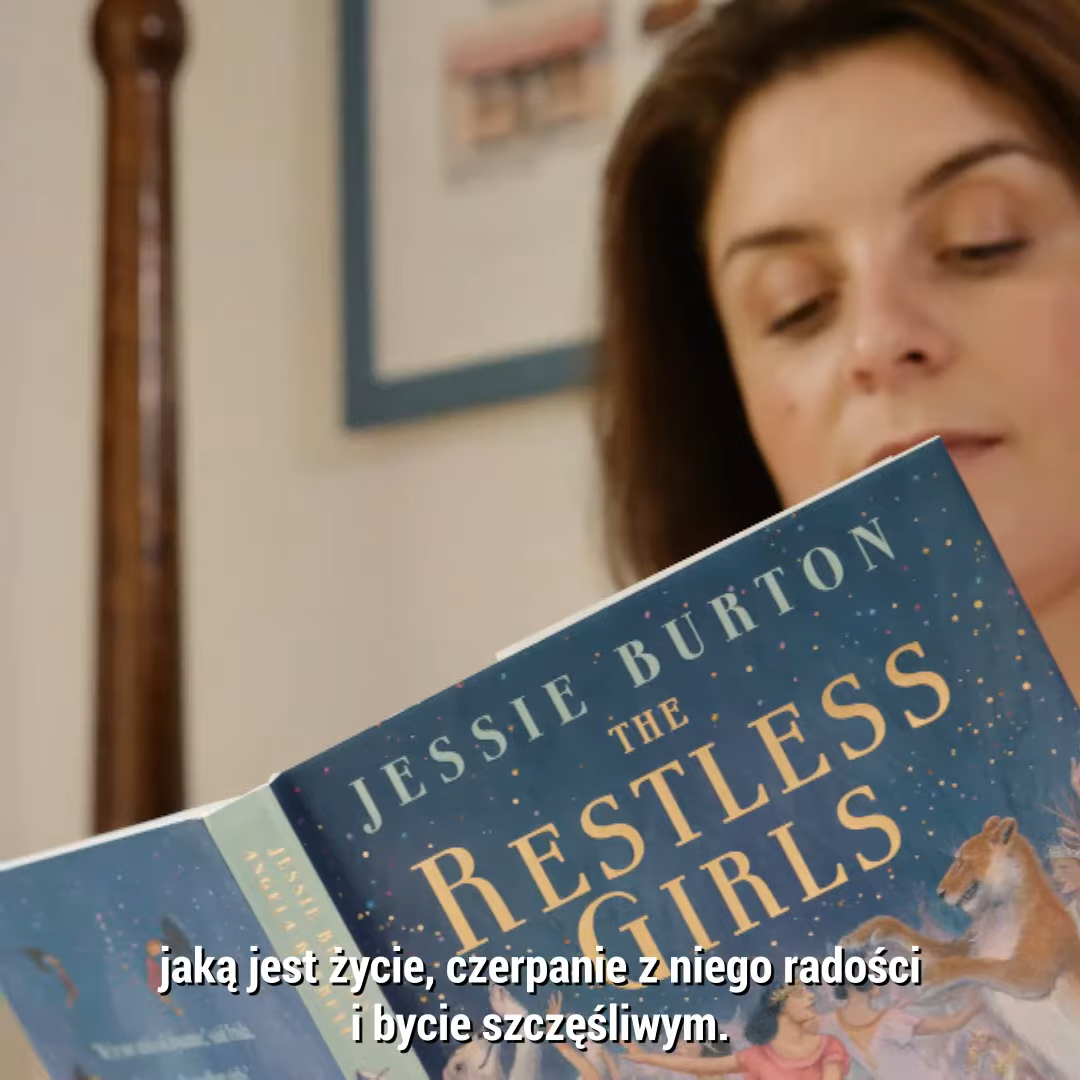 JESSIE BURTON
THE
RESTLESS
GIRLS
jaką jest życie, czerpanie z niego radości
i bycie szczęśliwym.